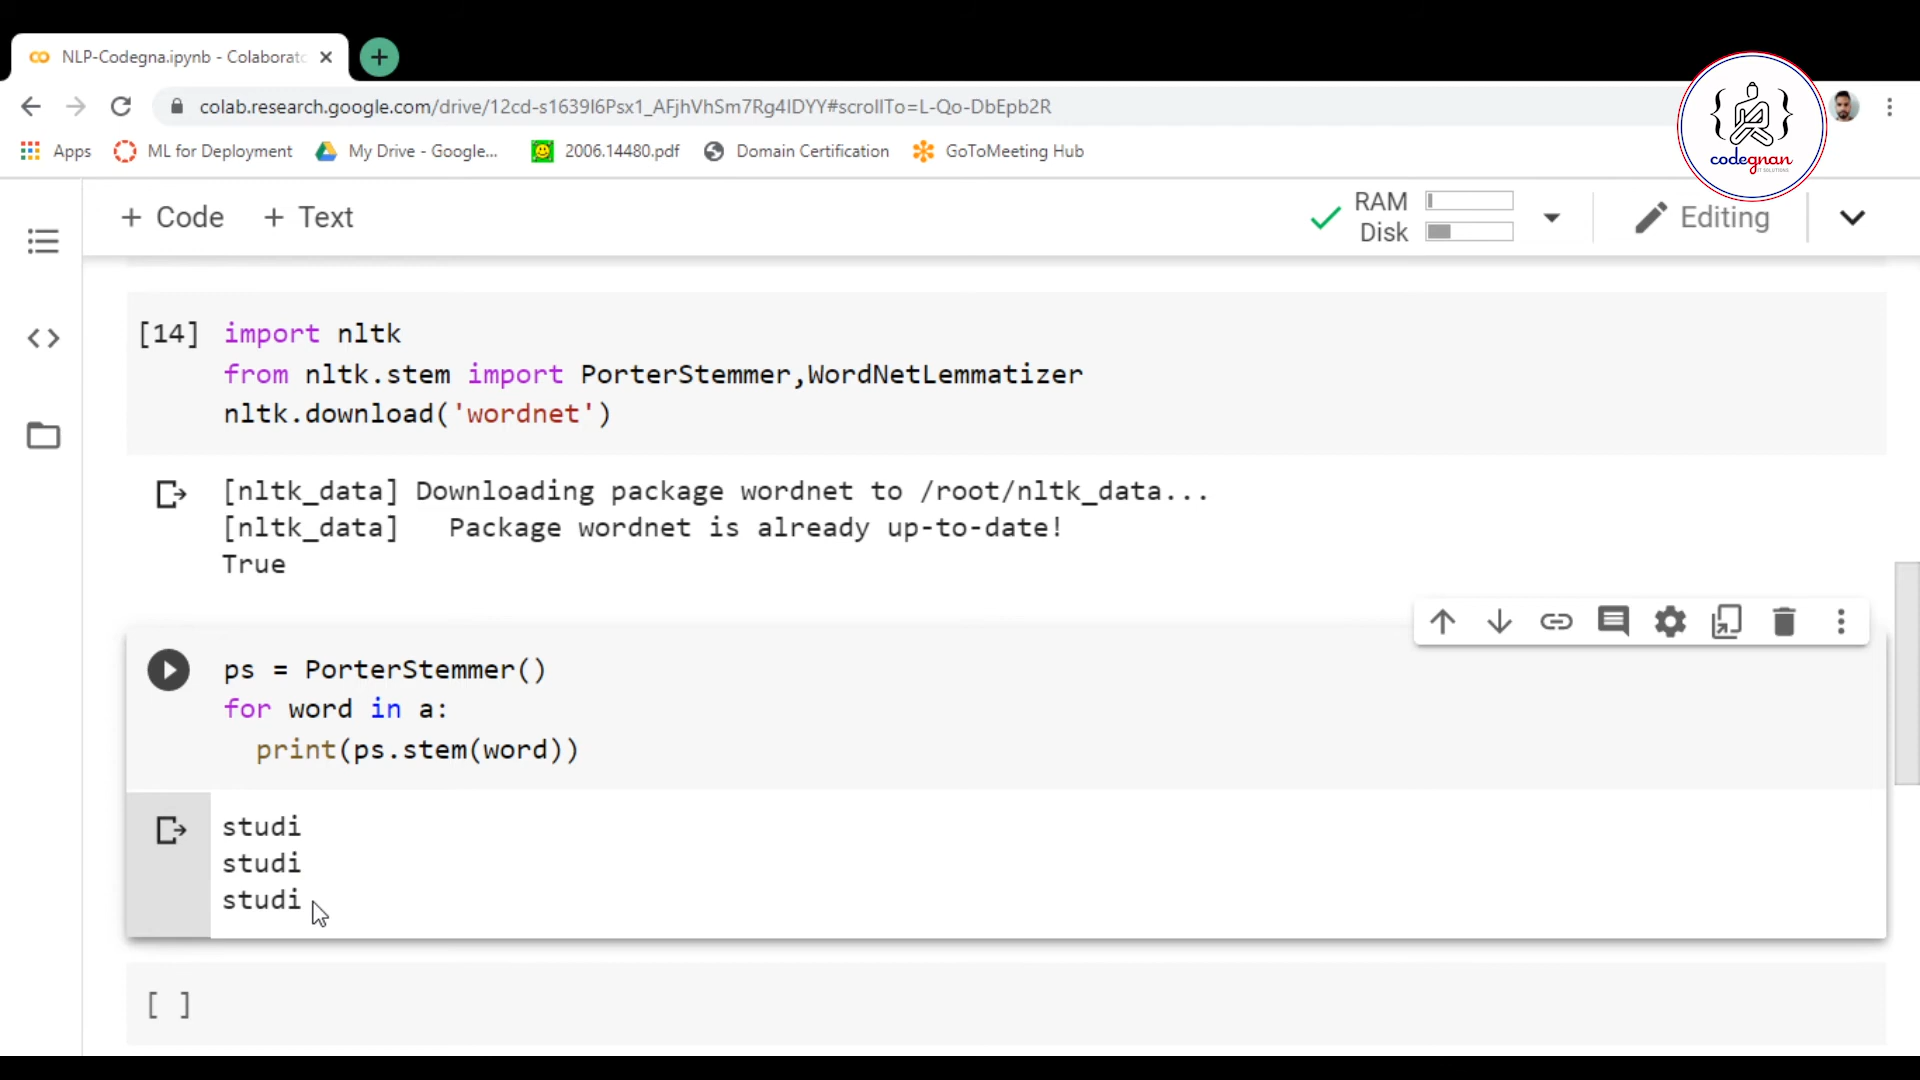 NLP-Codegna.ipynb - Colaborato
colab.research.google.com/drive/12cd-s1639I6Psx1_AFjhVhSm7Rg4IDYY#scrollTo=L-Qo-DbEpb2R
Apps ML for Deployment My Drive - Google... 2006.14480.pdf Domain Certification GoToMeeting Hub
codegnan
IT SOLUTIONS
+ Code + Text
RAM
Disk
Editing
[14] import nltk
from nltk.stem import PorterStemmer,WordNetLemmatizer
nltk.download('wordnet')
[nltk_data] Downloading package wordnet to /root/nltk_data...
[nltk_data]   Package wordnet is already up-to-date!
True
ps = PorterStemmer()
for word in a:
  print(ps.stem(word))
studi
studi
studi
[ ]